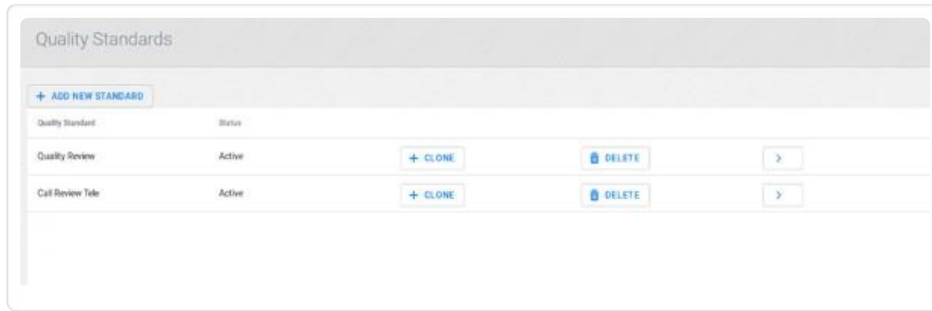 Quality Standards
+ ADD NEW STANDARD
Quality Standard Status
Quality Review Active + CLONE DELETE >
Call Review Tele Active + CLONE DELETE >